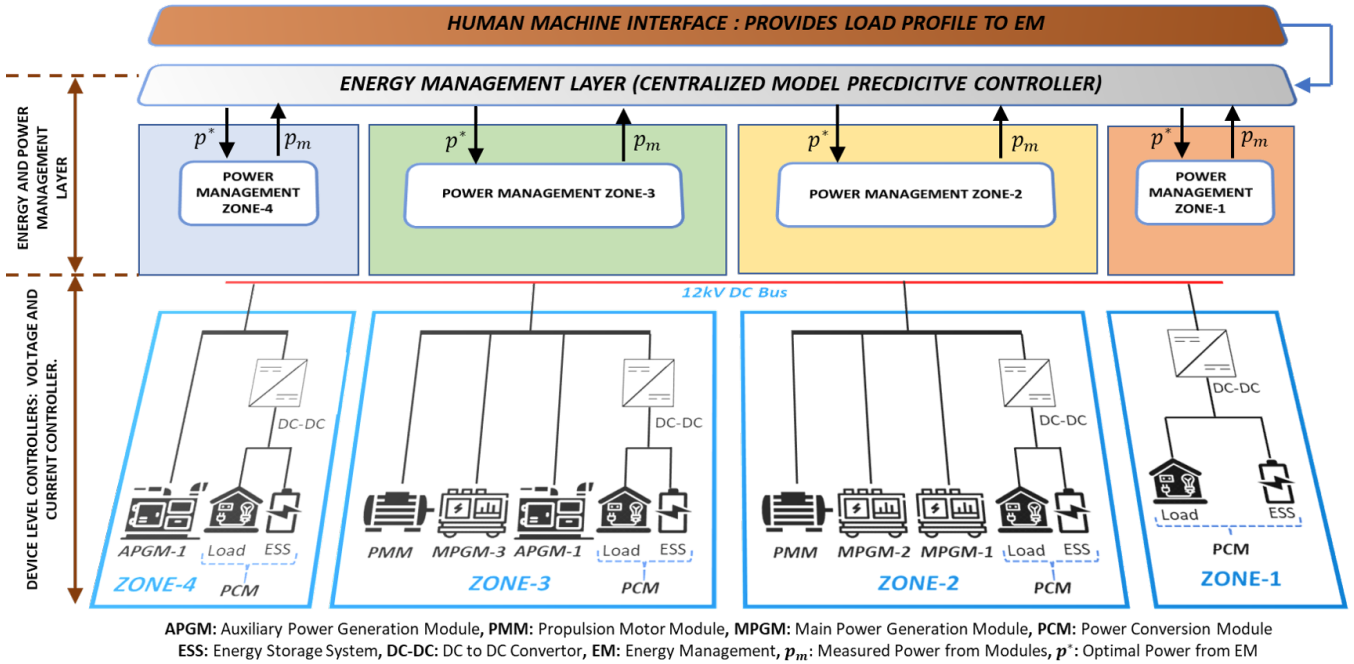 HUMAN MACHINE INTERFACE : PROVIDES LOAD PROFILE TO EM
ENERGY MANAGEMENT LAYER (CENTRALIZED MODEL PRECDICITVE CONTROLLER)
ENERGY AND POWER
MANAGEMENT
LAYER
p*
p_m
p*
p_m
p*
p_m
p*
p_m
POWER
MANAGEMENT
ZONE-4
POWER MANAGEMENT ZONE-3
POWER MANAGEMENT ZONE-2
POWER
MANAGEMENT
ZONE-1
12kV DC Bus
DEVICE LEVEL CONTROLLERS: VOLTAGE AND
CURRENT CONTROLLER.
DC-DC
APGM-1
Load
ESS
PCM
ZONE-4
DC-DC
PMM
MPGM-3
APGM-1
Load
ESS
PCM
ZONE-3
DC-DC
PMM
MPGM-2
MPGM-1
Load
ESS
PCM
ZONE-2
DC-DC
Load
ESS
PCM
ZONE-1
APGM: Auxiliary Power Generation Module, PMM: Propulsion Motor Module, MPGM: Main Power Generation Module, PCM: Power Conversion Module
ESS: Energy Storage System, DC-DC: DC to DC Convertor, EM: Energy Management, p_m: Measured Power from Modules, p*: Optimal Power from EM